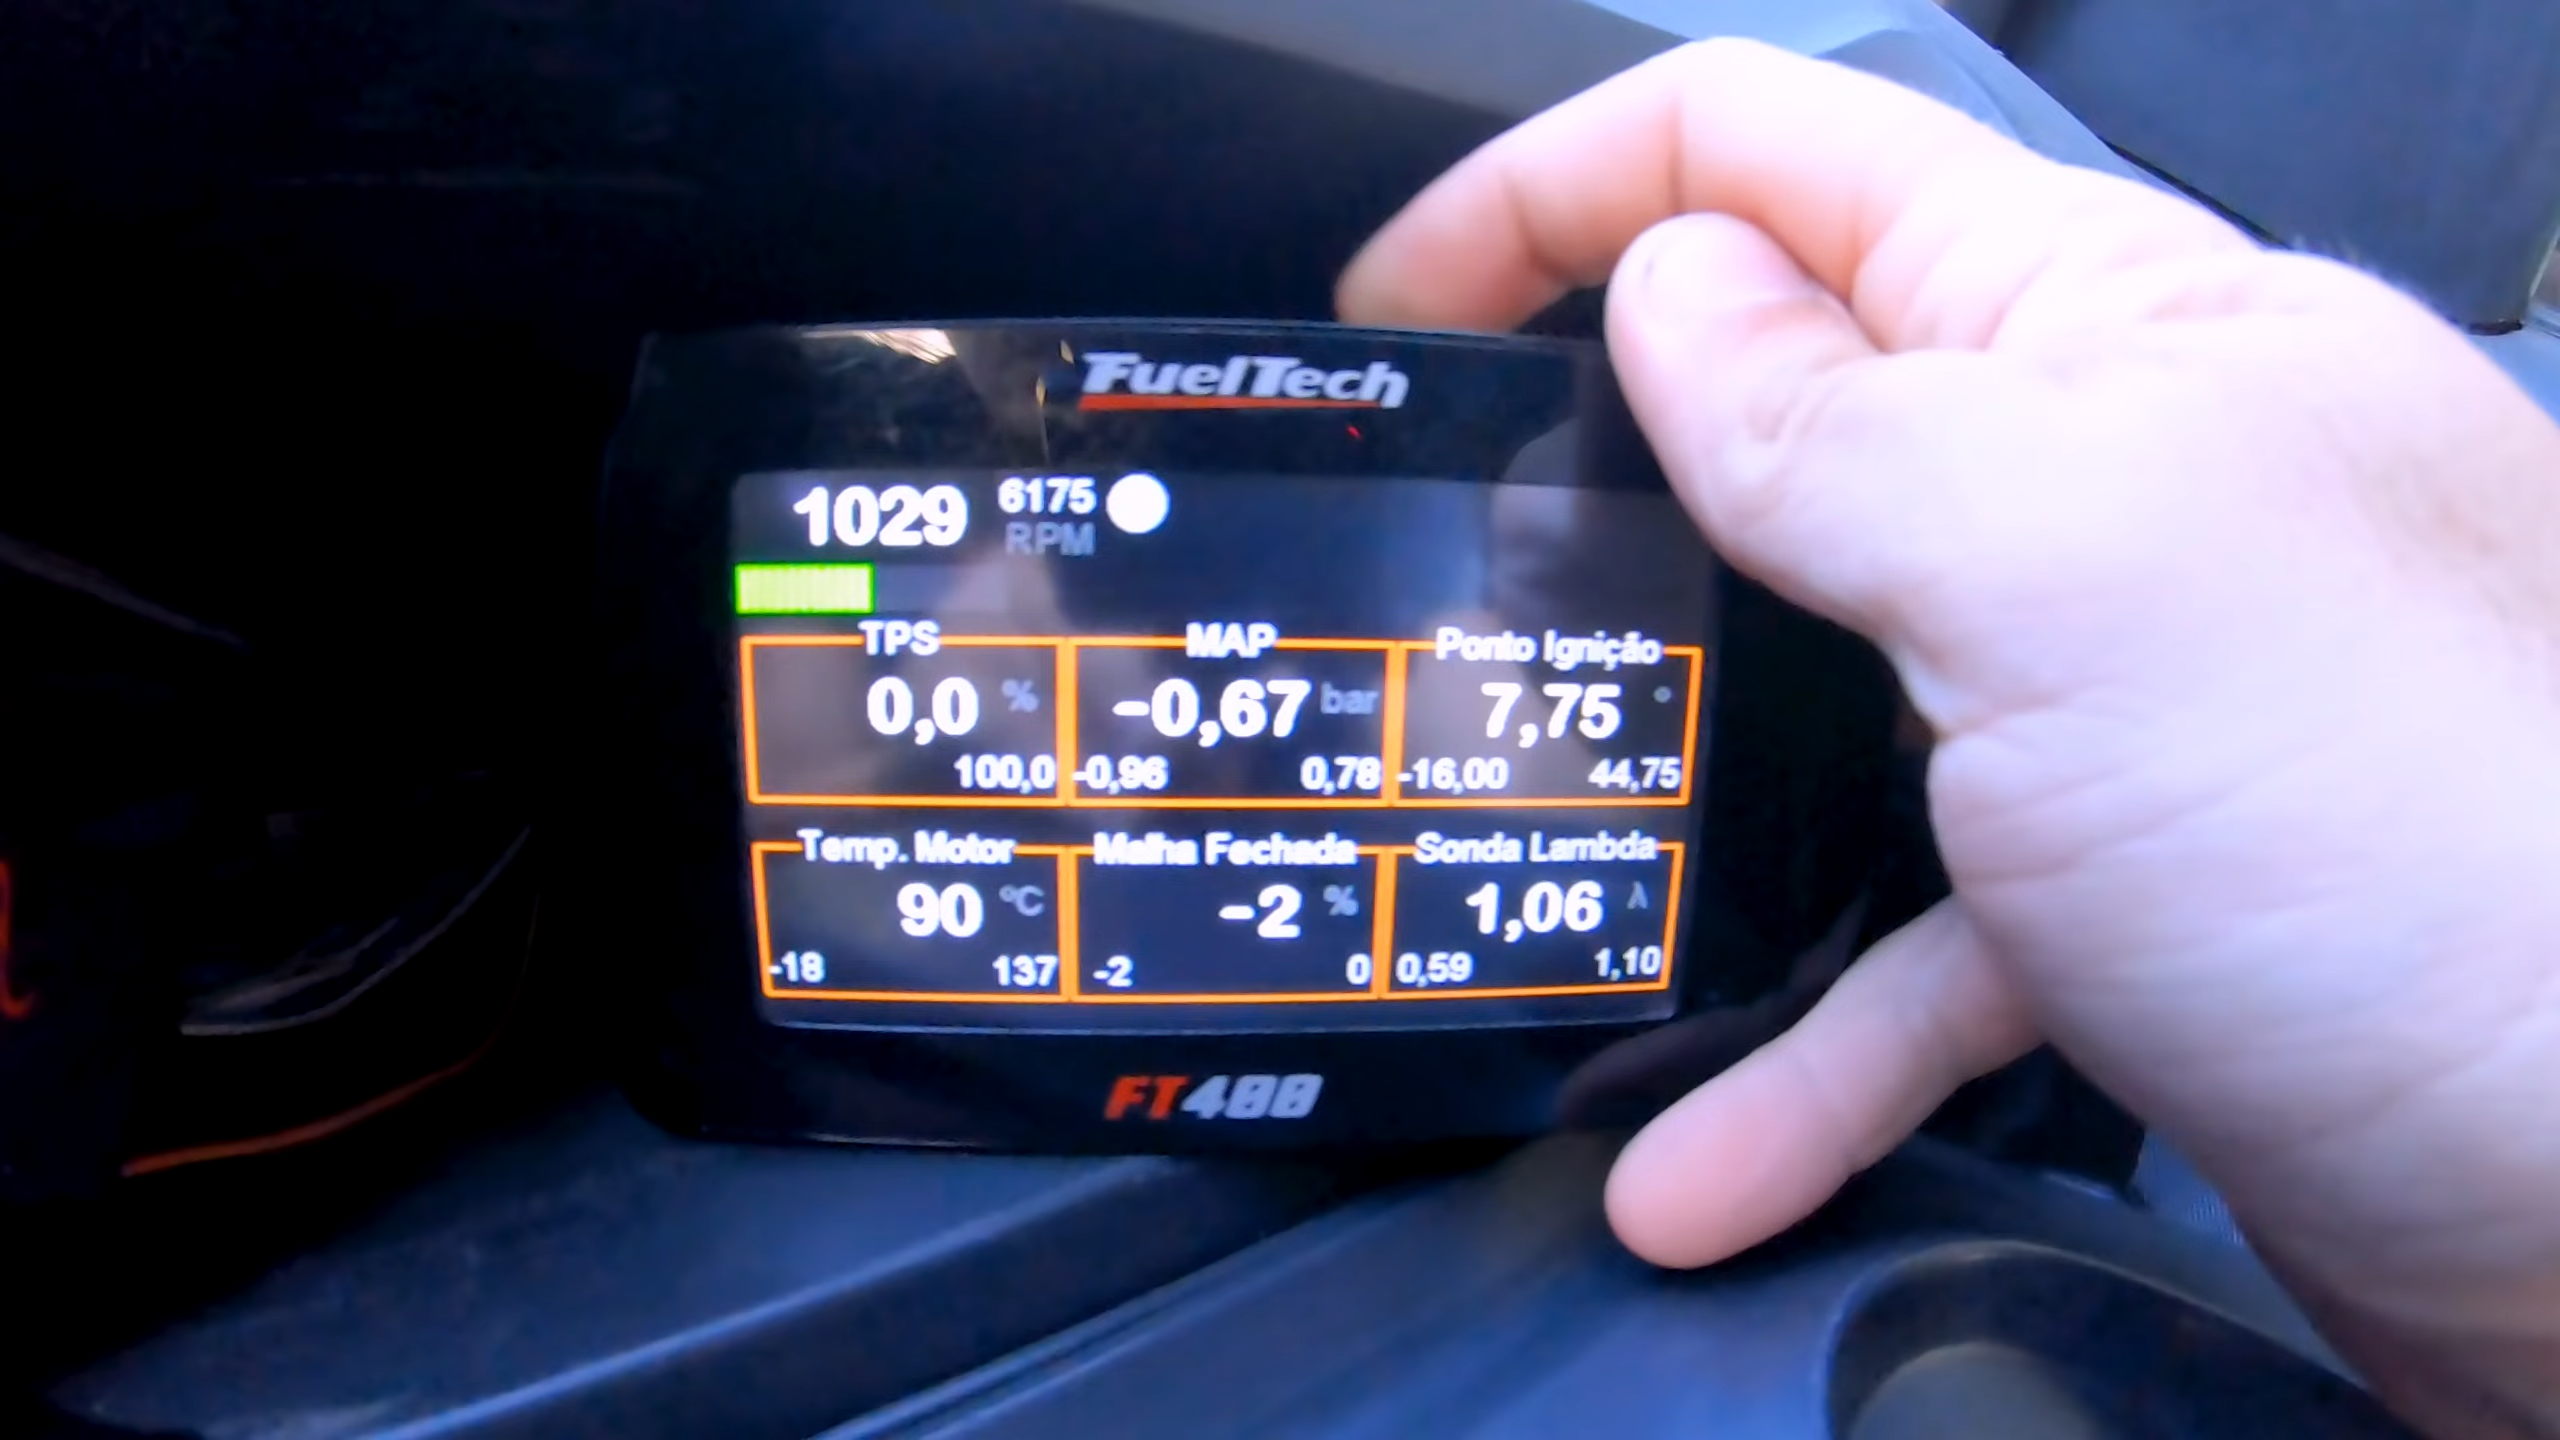 FuelTech
1029 6175
RPM
TPS MAP Ponto Ignição
0,0 % -0,67 bar 7,75 °
100,0 -0,96 0,78 -16,00 44,75
Temp. Motor Malha Fechada Sonda Lambda
90 °C -2 % 1,06 λ
-18 137 -2 0 0,59 1,10
FT400